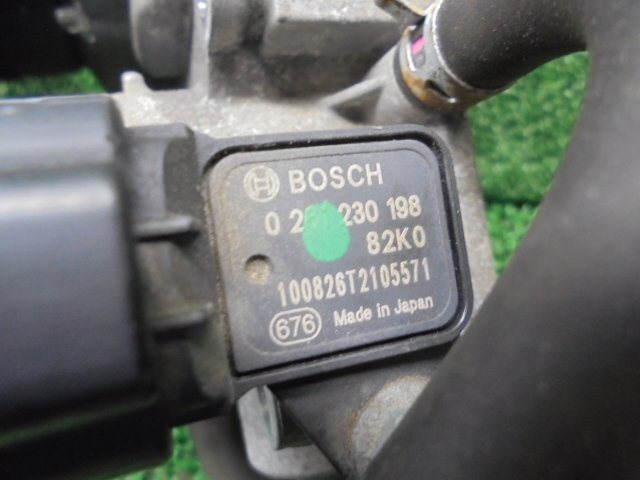 BOSCH
0 230 198
82K0
100826T2105571
676 Made in Japan